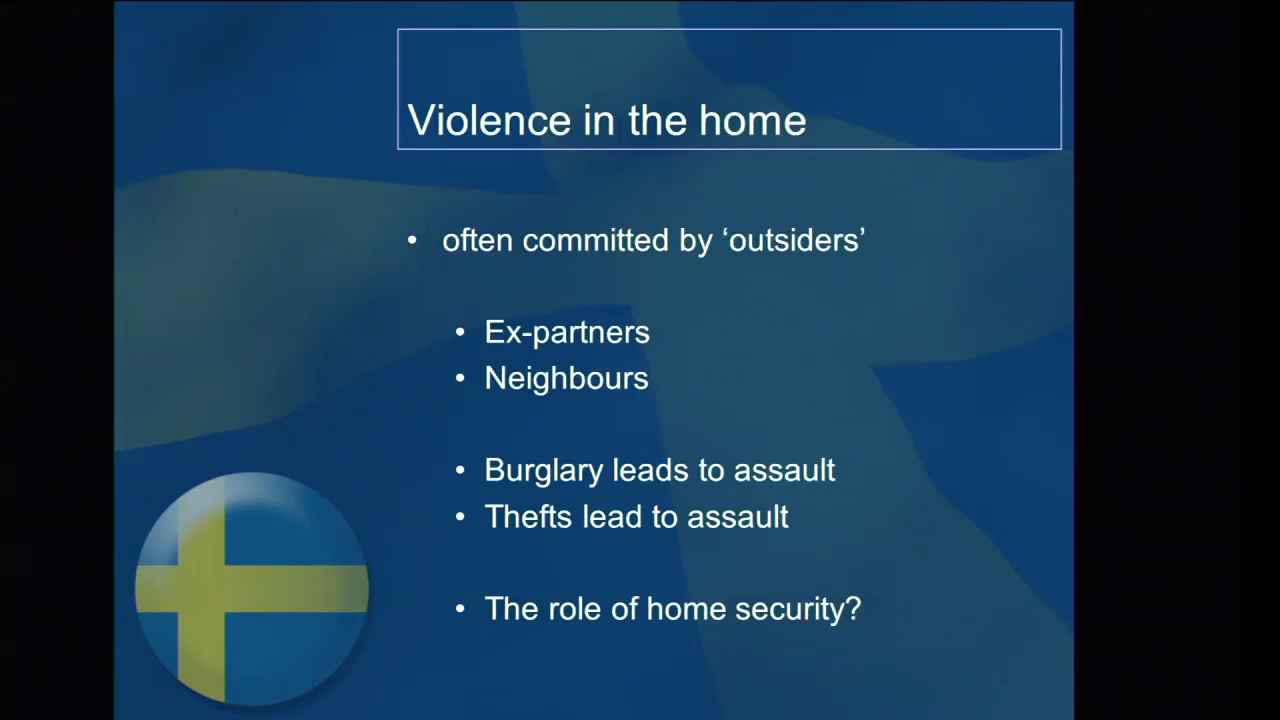 Violence in the home
• often committed by ‘outsiders’
• Ex-partners
• Neighbours
• Burglary leads to assault
• Thefts lead to assault
• The role of home security?